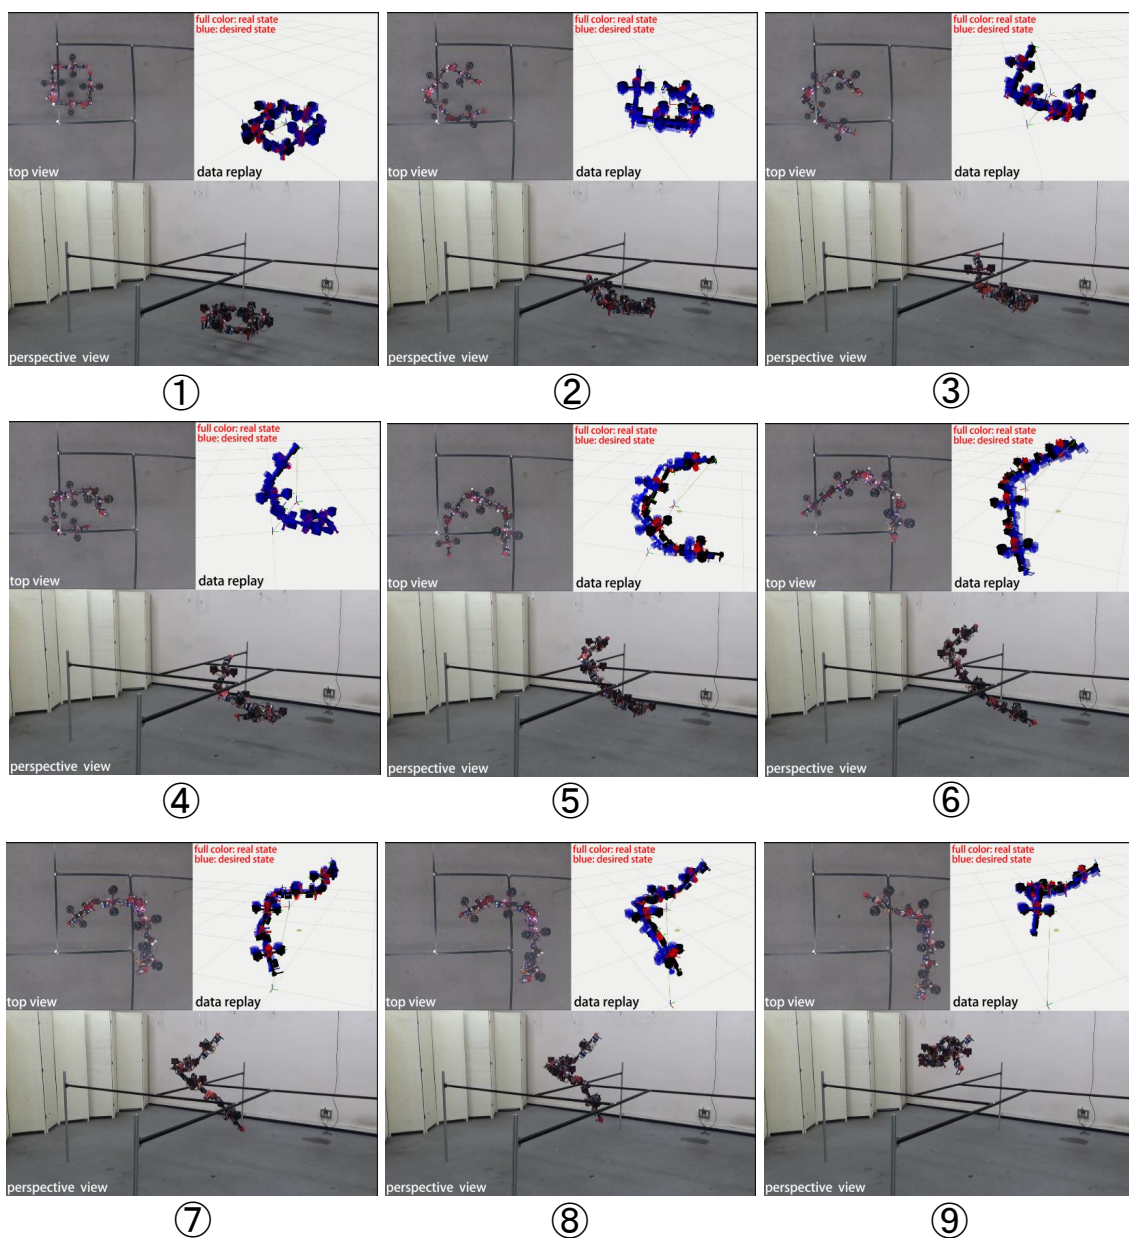 full color: real state
blue: desired state
top view
data replay
perspective view
①
full color: real state
blue: desired state
top view
data replay
perspective view
②
full color: real state
blue: desired state
top view
data replay
perspective view
③
full color: real state
blue: desired state
top view
data replay
perspective view
④
full color: real state
blue: desired state
top view
data replay
perspective view
⑤
full color: real state
blue: desired state
top view
data replay
perspective view
⑥
full color: real state
blue: desired state
top view
data replay
perspective view
⑦
full color: real state
blue: desired state
top view
data replay
perspective view
⑧
full color: real state
blue: desired state
top view
data replay
perspective view
⑨